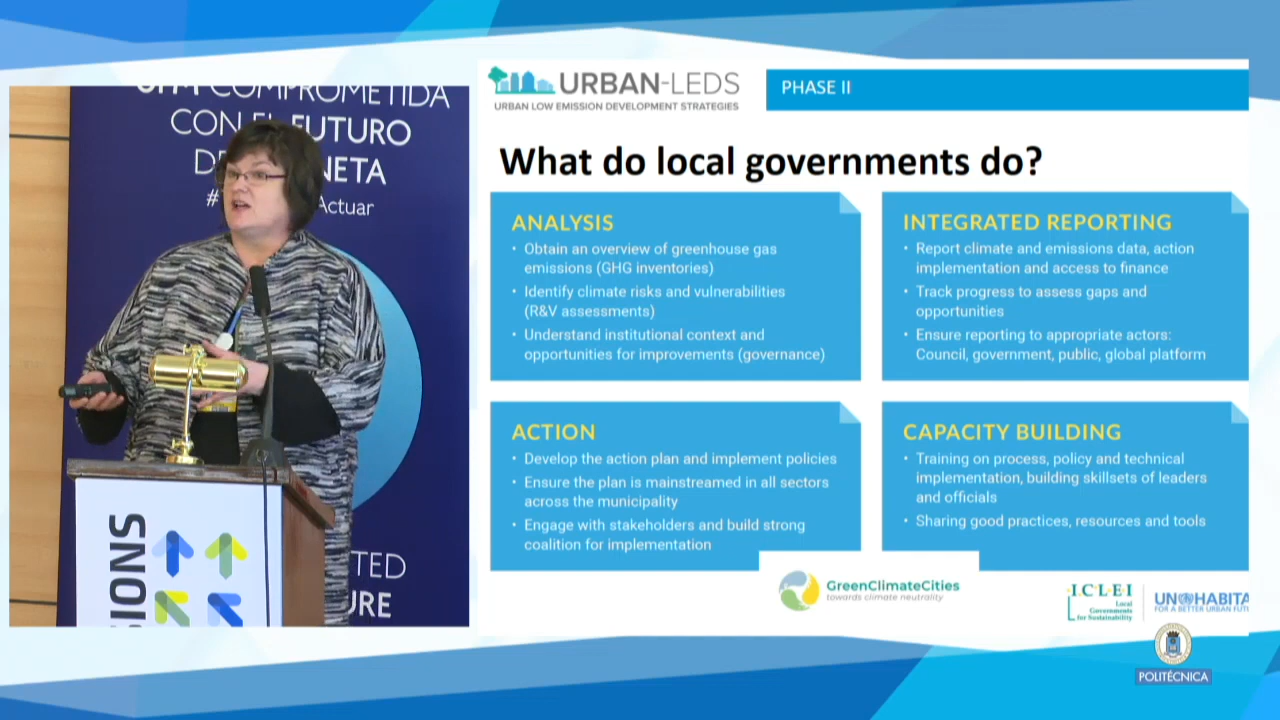 COMPROMETIDA
CON EL FUTURO
NETA
#
Actuar
TED
URE
SIONS
URBAN-LEDS
URBAN LOW EMISSION DEVELOPMENT STRATEGIES
PHASE II
What do local governments do?
ANALYSIS
• Obtain an overview of greenhouse gas
emissions (GHG inventories)
• Identify climate risks and vulnerabilities
(R&V assessments)
• Understand institutional context and
opportunities for improvements (governance)
INTEGRATED REPORTING
• Report climate and emissions data, action
implementation and access to finance
• Track progress to assess gaps and
opportunities
• Ensure reporting to appropriate actors:
Council, government, public, global platform
ACTION
• Develop the action plan and implement policies
• Ensure the plan is mainstreamed in all sectors
across the municipality
• Engage with stakeholders and build strong
coalition for implementation
CAPACITY BUILDING
• Training on process, policy and technical
implementation, building skillsets of leaders
and officials
• Sharing good practices, resources and tools
GreenClimateCities
towards climate neutrality
I.C.L.E.I
Local
Governments
for Sustainability
UN HABITA
FOR A BETTER URBAN FUTU
POLITÉCNICA